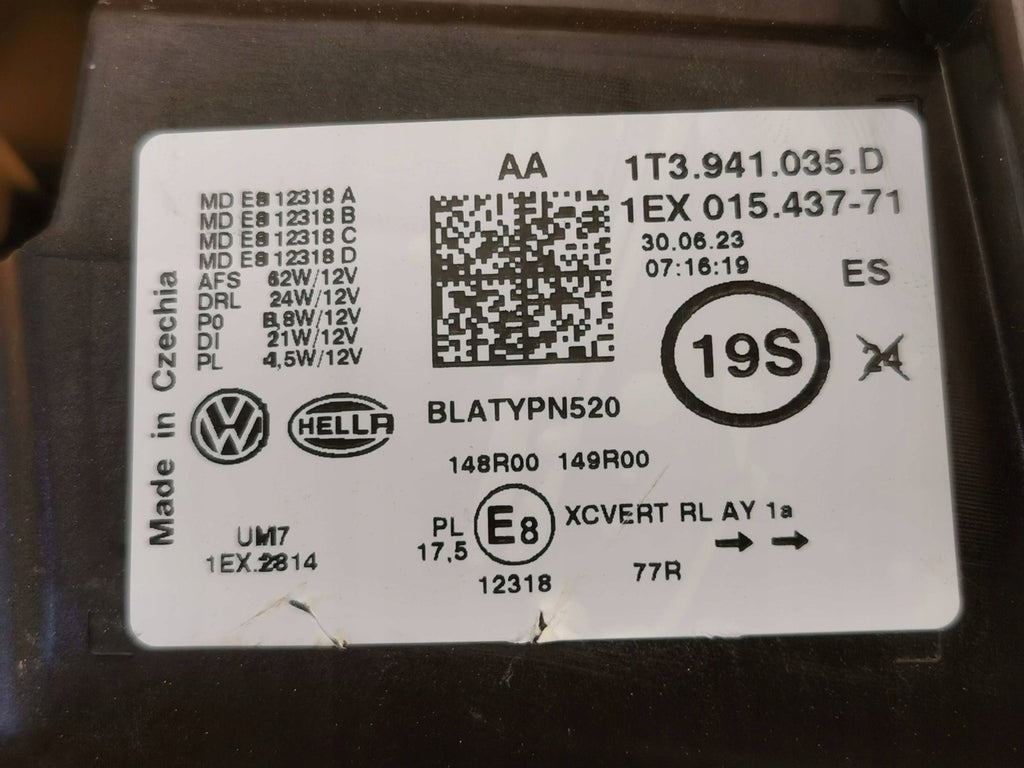 AA
1T3.941.035.D
1EX 015.437-71
30.06.23
07:16:19
ES
19S
24
MD E8 12318 A
MD E8 12318 B
MD E8 12318 C
MD E8 12318 D
AFS 62W/12V
DRL 24W/12V
PO 8,8W/12V
DI 21W/12V
PL 4,5W/12V
Made in Czechia
VW
HELLA
BLATYPN520
148R00 149R00
UM7
1EX.2814
PL
17,5
E8
XCVERT RL AY 1a
→ →
12318
77R